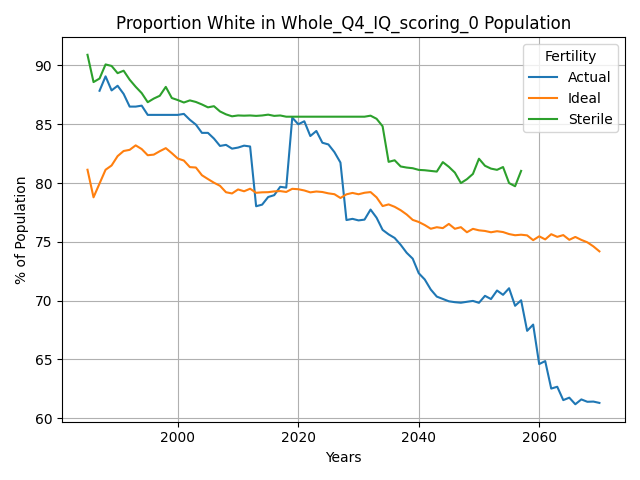 Proportion White in Whole_Q4_IQ_scoring_0 Population
% of Population
90
85
80
75
70
65
60
Fertility
Actual
Ideal
Sterile
2000
2020
2040
2060
Years